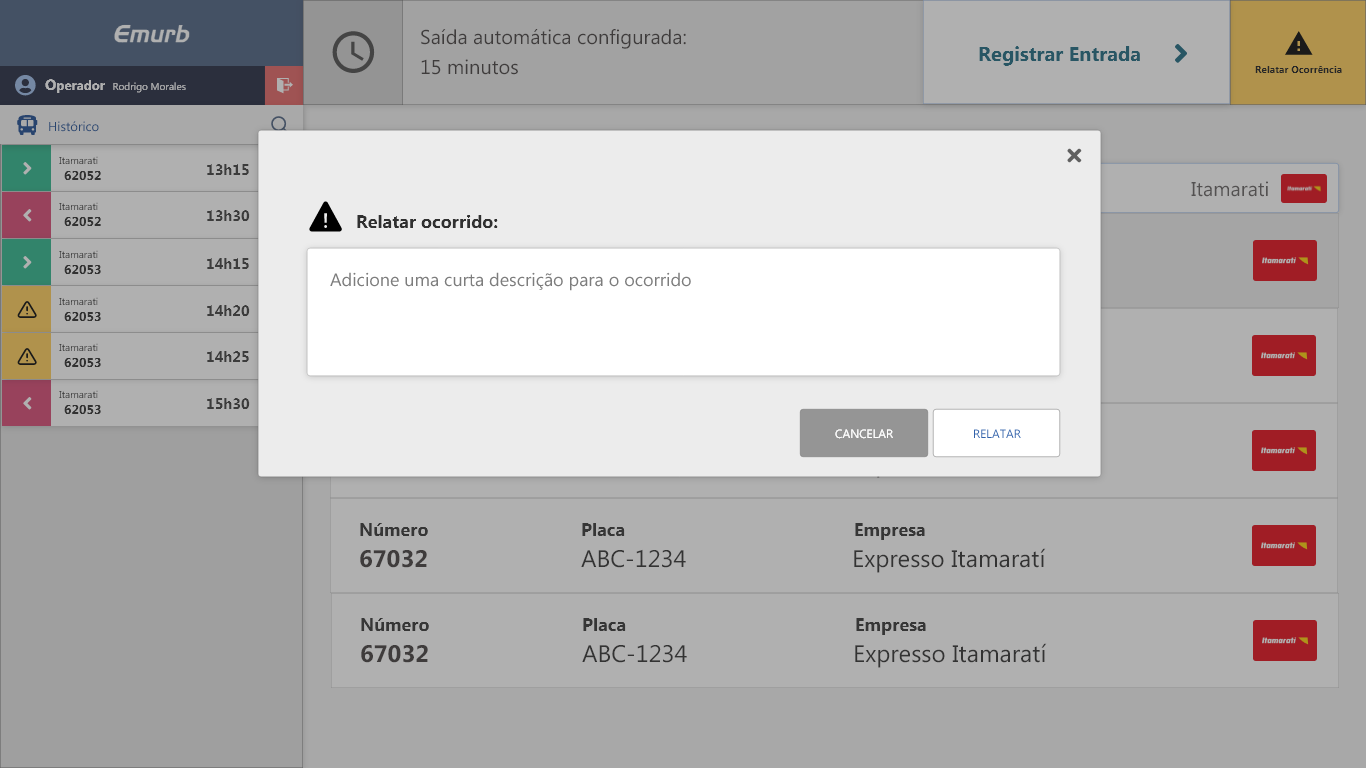 Emurb
Operador Rodrigo Morales
Histórico
Itamarati
62052
13h15
Itamarati
62052
13h30
Itamarati
62053
14h15
Itamarati
62053
14h20
Itamarati
62053
14h25
Itamarati
62053
15h30
Saída automática configurada:
15 minutos
Registrar Entrada
Relatar Ocorrência
Relatar ocorrido:
Adicione uma curta descrição para o ocorrido
CANCELAR
RELATAR
Itamarati
Itamarati
Itamarati
Itamarati
Itamarati
Número Placa Empresa
67032 ABC-1234 Expresso Itamaratí
Itamarati
Número Placa Empresa
67032 ABC-1234 Expresso Itamaratí
Itamarati